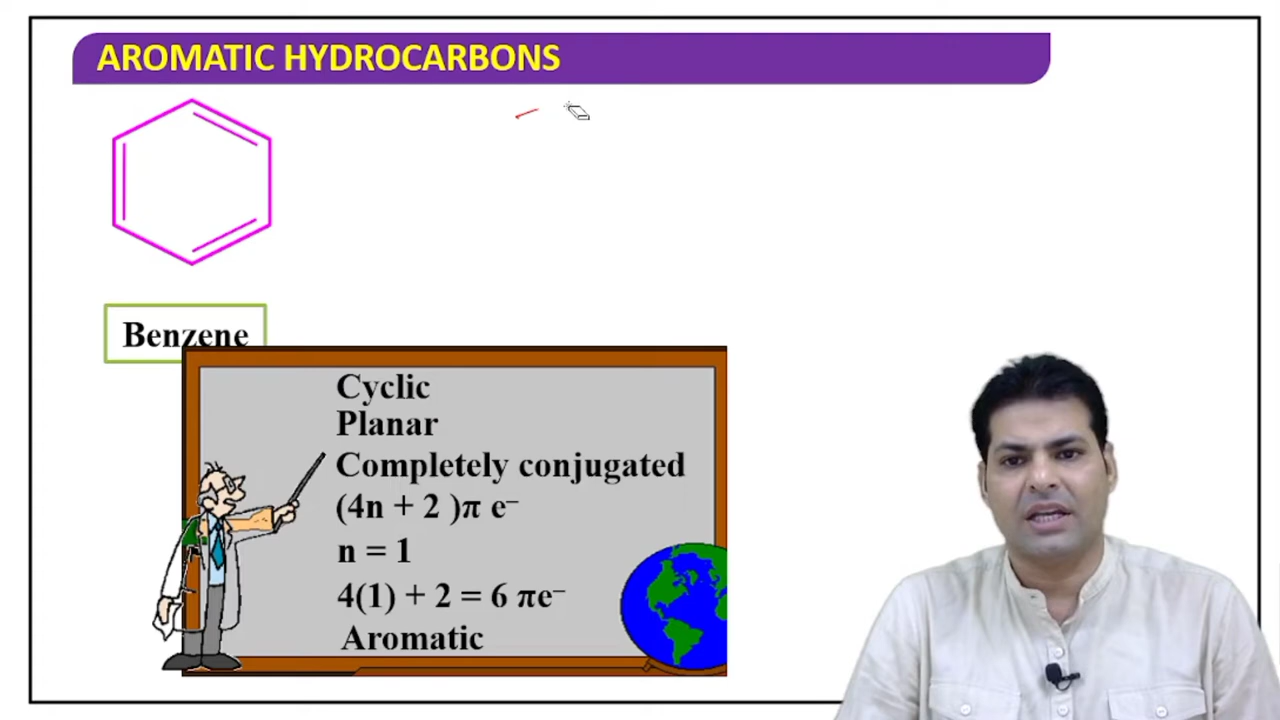 AROMATIC HYDROCARBONS
Benzene
Cyclic
Planar
Completely conjugated
(4n + 2 )π e⁻
n = 1
4(1) + 2 = 6 πe⁻
Aromatic